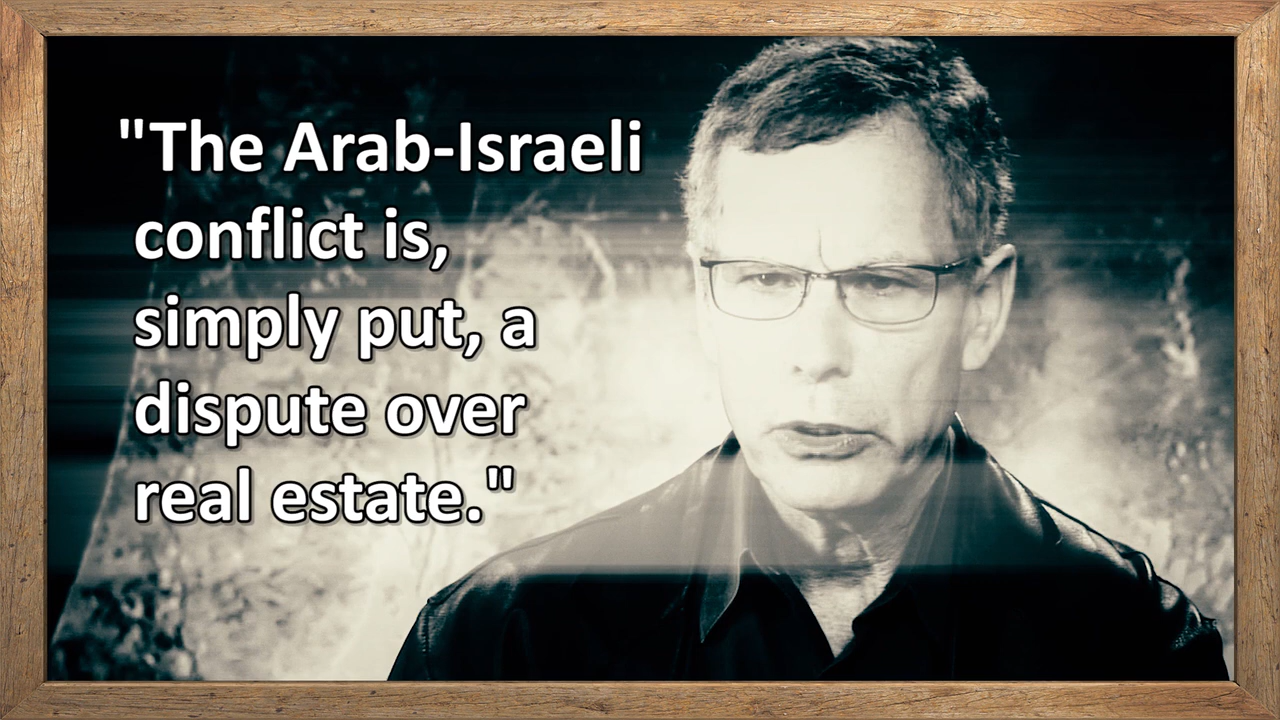 "The Arab-Israeli
conflict is,
simply put, a
dispute over
real estate."